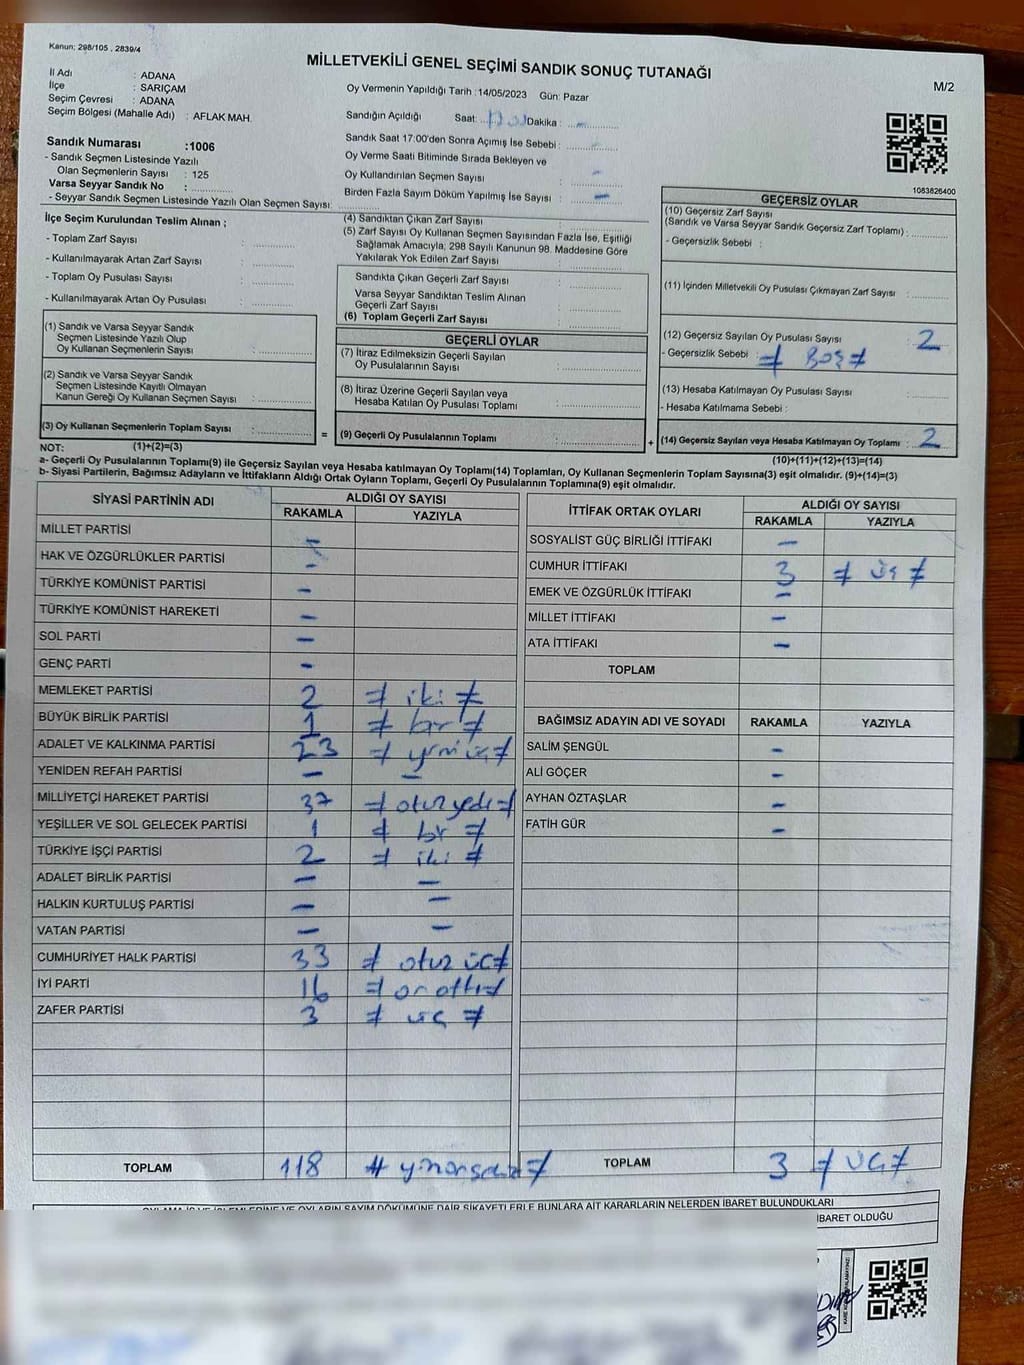 Kanun; 298/105 , 2839/4
MİLLETVEKİLİ GENEL SEÇİMİ SANDIK SONUÇ TUTANAĞI
M/2
İl Adı : ADANA
İlçe : SARIÇAM
Seçim Çevresi : ADANA
Seçim Bölgesi (Mahalle Adı) : AFLAK MAH.
Oy Vermenin Yapıldığı Tarih :14/05/2023 Gün: Pazar
Sandığın Açıldığı Saat: Dakika :
Sandık Saat 17:00'den Sonra Açımış İse Sebebi :
Oy Verme Saati Bitiminde Sırada Bekleyen ve
Oy Kullandırılan Seçmen Sayısı
Birden Fazla Sayım Döküm Yapılmış İse Sayısı : –
Sandık Numarası :1006
- Sandık Seçmen Listesinde Yazılı
Olan Seçmenlerin Sayısı : 125
Varsa Seyyar Sandık No :
- Seyyar Sandık Seçmen Listesinde Yazılı Olan Seçmen Sayısı:
1083826400
İlçe Seçim Kurulundan Teslim Alınan ;
- Toplam Zarf Sayısı :
- Kullanılmayarak Artan Zarf Sayısı :
- Toplam Oy Pusulası Sayısı :
- Kullanılmayarak Artan Oy Pusulası :
(1) Sandık ve Varsa Seyyar Sandık
Seçmen Listesinde Yazılı Olup
Oy Kullanan Seçmenlerin Sayısı :
(2) Sandık ve Varsa Seyyar Sandık
Seçmen Listesinde Kayıtlı Olmayan
Kanun Gereği Oy Kullanan Seçmen Sayısı :
(3) Oy Kullanan Seçmenlerin Toplam Sayısı :
(4) Sandıktan Çıkan Zarf Sayısı :
(5) Zarf Sayısı Oy Kullanan Seçmen Sayısından Fazla İse, Eşitliği
Sağlamak Amacıyla; 298 Sayılı Kanunun 98. Maddesine Göre
Yakılarak Yok Edilen Zarf Sayısı :
Sandıkta Çıkan Geçerli Zarf Sayısı :
Varsa Seyyar Sandıktan Teslim Alınan
Geçerli Zarf Sayısı :
(6) Toplam Geçerli Zarf Sayısı :
GEÇERLİ OYLAR
(7) İtiraz Edilmeksizin Geçerli Sayılan
Oy Pusulalarının Sayısı :
(8) İtiraz Üzerine Geçerli Sayılan veya
Hesaba Katılan Oy Pusulası Toplamı :
= (9) Geçerli Oy Pusulalarının Toplamı :
GEÇERSİZ OYLAR
(10) Geçersiz Zarf Sayısı
(Sandık ve Varsa Seyyar Sandık Geçersiz Zarf Toplamı) :
- Geçersizlik Sebebi :
(11) İçinden Milletvekili Oy Pusulası Çıkmayan Zarf Sayısı :
(12) Geçersiz Sayılan Oy Pusulası Sayısı : 2
- Geçersizlik Sebebi : ≠ BOŞ ≠
(13) Hesaba Katılmayan Oy Pusulası Sayısı :
- Hesaba Katılmama Sebebi :
+ (14) Geçersiz Sayılan veya Hesaba Katılmayan Oy Toplamı : 2
NOT: (1)+(2)=(3)
(10)+(11)+(12)+(13)=(14)
a- Geçerli Oy Pusulalarının Toplamı(9) ile Geçersiz Sayılan veya Hesaba katılmayan Oy Toplamı(14) Toplamları, Oy Kullanan Seçmenlerin Toplam Sayısına(3) eşit olmalıdır. (9)+(14)=(3)
b- Siyasi Partilerin, Bağımsız Adayların ve İttifakların Aldığı Ortak Oyların Toplamı, Geçerli Oy Pusulalarının Toplamına(9) eşit olmalıdır.
SİYASİ PARTİNİN ADI ALDIĞI OY SAYISI
RAKAMLA YAZIYLA
MİLLET PARTİSİ –
HAK VE ÖZGÜRLÜKLER PARTİSİ –
TÜRKİYE KOMÜNİST PARTİSİ –
TÜRKİYE KOMÜNİST HAREKETİ –
SOL PARTİ –
GENÇ PARTİ –
MEMLEKET PARTİSİ 2 ≠ iki ≠
BÜYÜK BİRLİK PARTİSİ 1 ≠ bir ≠
ADALET VE KALKINMA PARTİSİ 23 ≠ yirmi üç ≠
YENİDEN REFAH PARTİSİ – –
MİLLİYETÇİ HAREKET PARTİSİ 37 ≠ otuz yedi ≠
YEŞİLLER VE SOL GELECEK PARTİSİ 1 ≠ bir ≠
TÜRKİYE İŞÇİ PARTİSİ 2 ≠ iki ≠
ADALET BİRLİK PARTİSİ – –
HALKIN KURTULUŞ PARTİSİ – –
VATAN PARTİSİ – –
CUMHURİYET HALK PARTİSİ 33 ≠ otuz üç ≠
İYİ PARTİ 16 ≠ on altı ≠
ZAFER PARTİSİ 3 ≠ üç ≠
TOPLAM 118
İTTİFAK ORTAK OYLARI ALDIĞI OY SAYISI
RAKAMLA YAZIYLA
SOSYALİST GÜÇ BİRLİĞİ İTTİFAKI –
CUMHUR İTTİFAKI 3 ≠ üç ≠
EMEK VE ÖZGÜRLÜK İTTİFAKI –
MİLLET İTTİFAKI –
ATA İTTİFAKI –
TOPLAM
BAĞIMSIZ ADAYIN ADI VE SOYADI RAKAMLA YAZIYLA
SALİM ŞENGÜL –
ALİ GÖÇER –
AYHAN ÖZTAŞLAR –
FATİH GÜR –
TOPLAM 3 ≠ ÜÇ ≠
OYLAMA İŞ VE İŞLEMLERİNE VE OYLARIN SAYIM DÖKÜMÜNE DAİR ŞİKAYETLERLE BUNLARA AİT KARARLARIN NELERDEN İBARET BULUNDUKLARI
İBARET OLDUĞU